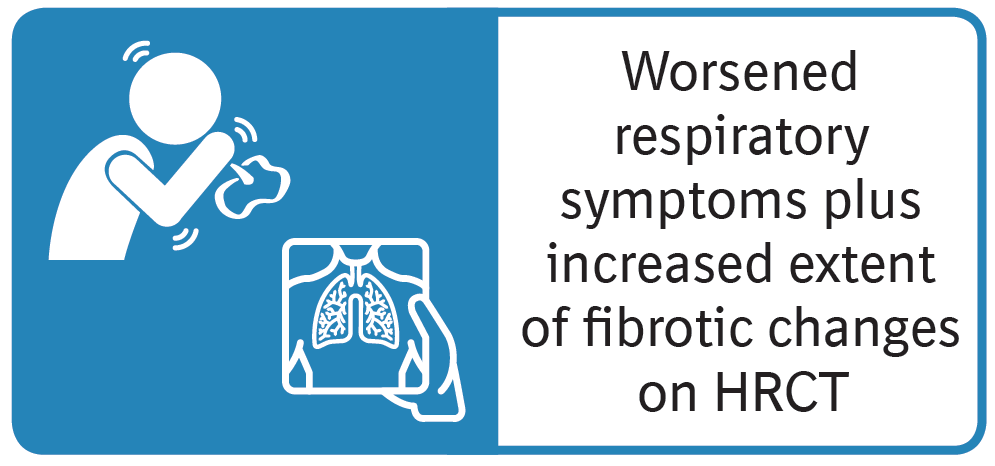 Worsened
respiratory
symptoms plus
increased extent
of fibrotic changes
on HRCT